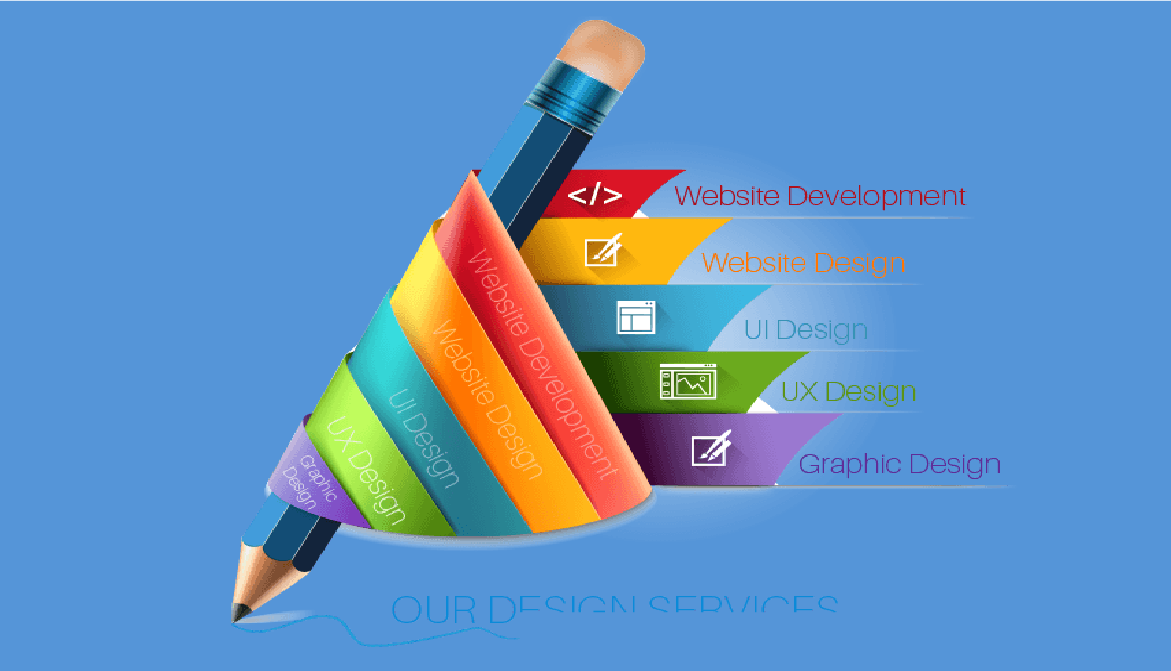 </>
Website Development
Website Design
UI Design
UX Design
Graphic Design
Website Development
Website Design
UI Design
UX Design
Graphic
Design
OUR DESIGN SERVICES